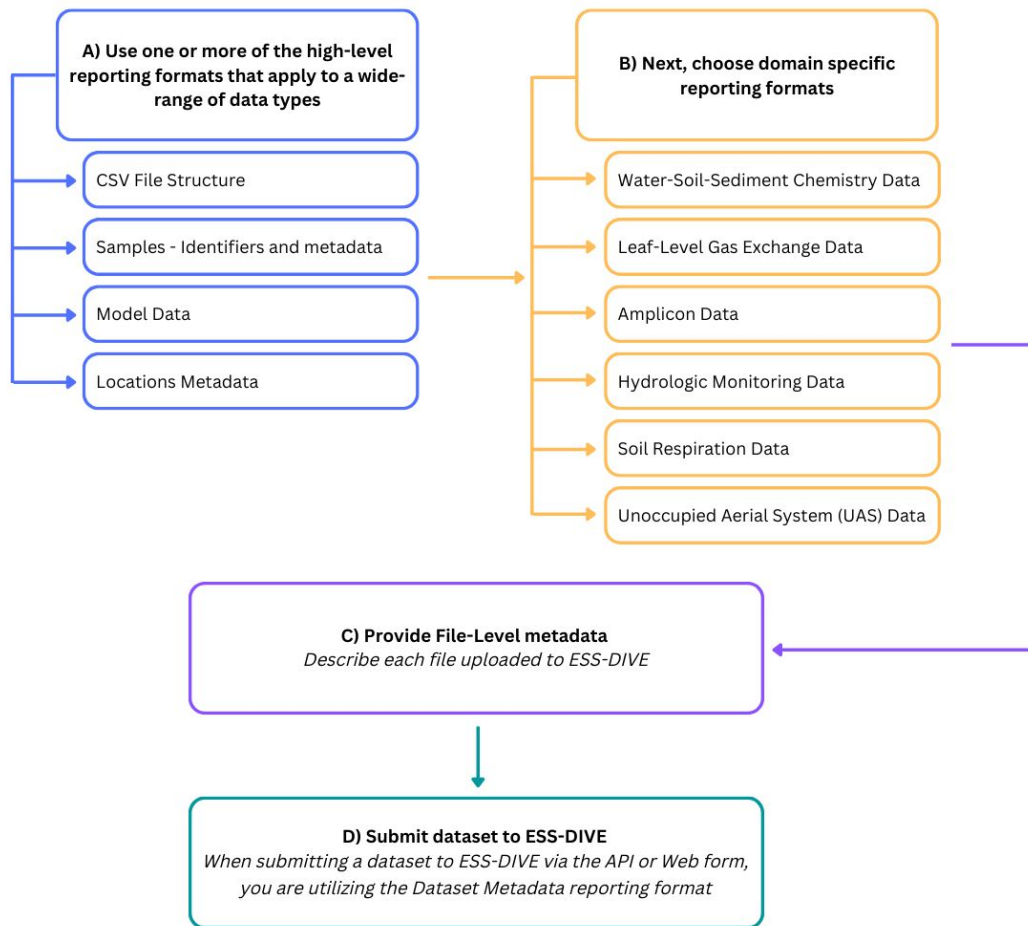 A) Use one or more of the high-level
reporting formats that apply to a wide-
range of data types
CSV File Structure
Samples - Identifiers and metadata
Model Data
Locations Metadata
B) Next, choose domain specific
reporting formats
Water-Soil-Sediment Chemistry Data
Leaf-Level Gas Exchange Data
Amplicon Data
Hydrologic Monitoring Data
Soil Respiration Data
Unoccupied Aerial System (UAS) Data
C) Provide File-Level metadata
Describe each file uploaded to ESS-DIVE
D) Submit dataset to ESS-DIVE
When submitting a dataset to ESS-DIVE via the API or Web form,
you are utilizing the Dataset Metadata reporting format